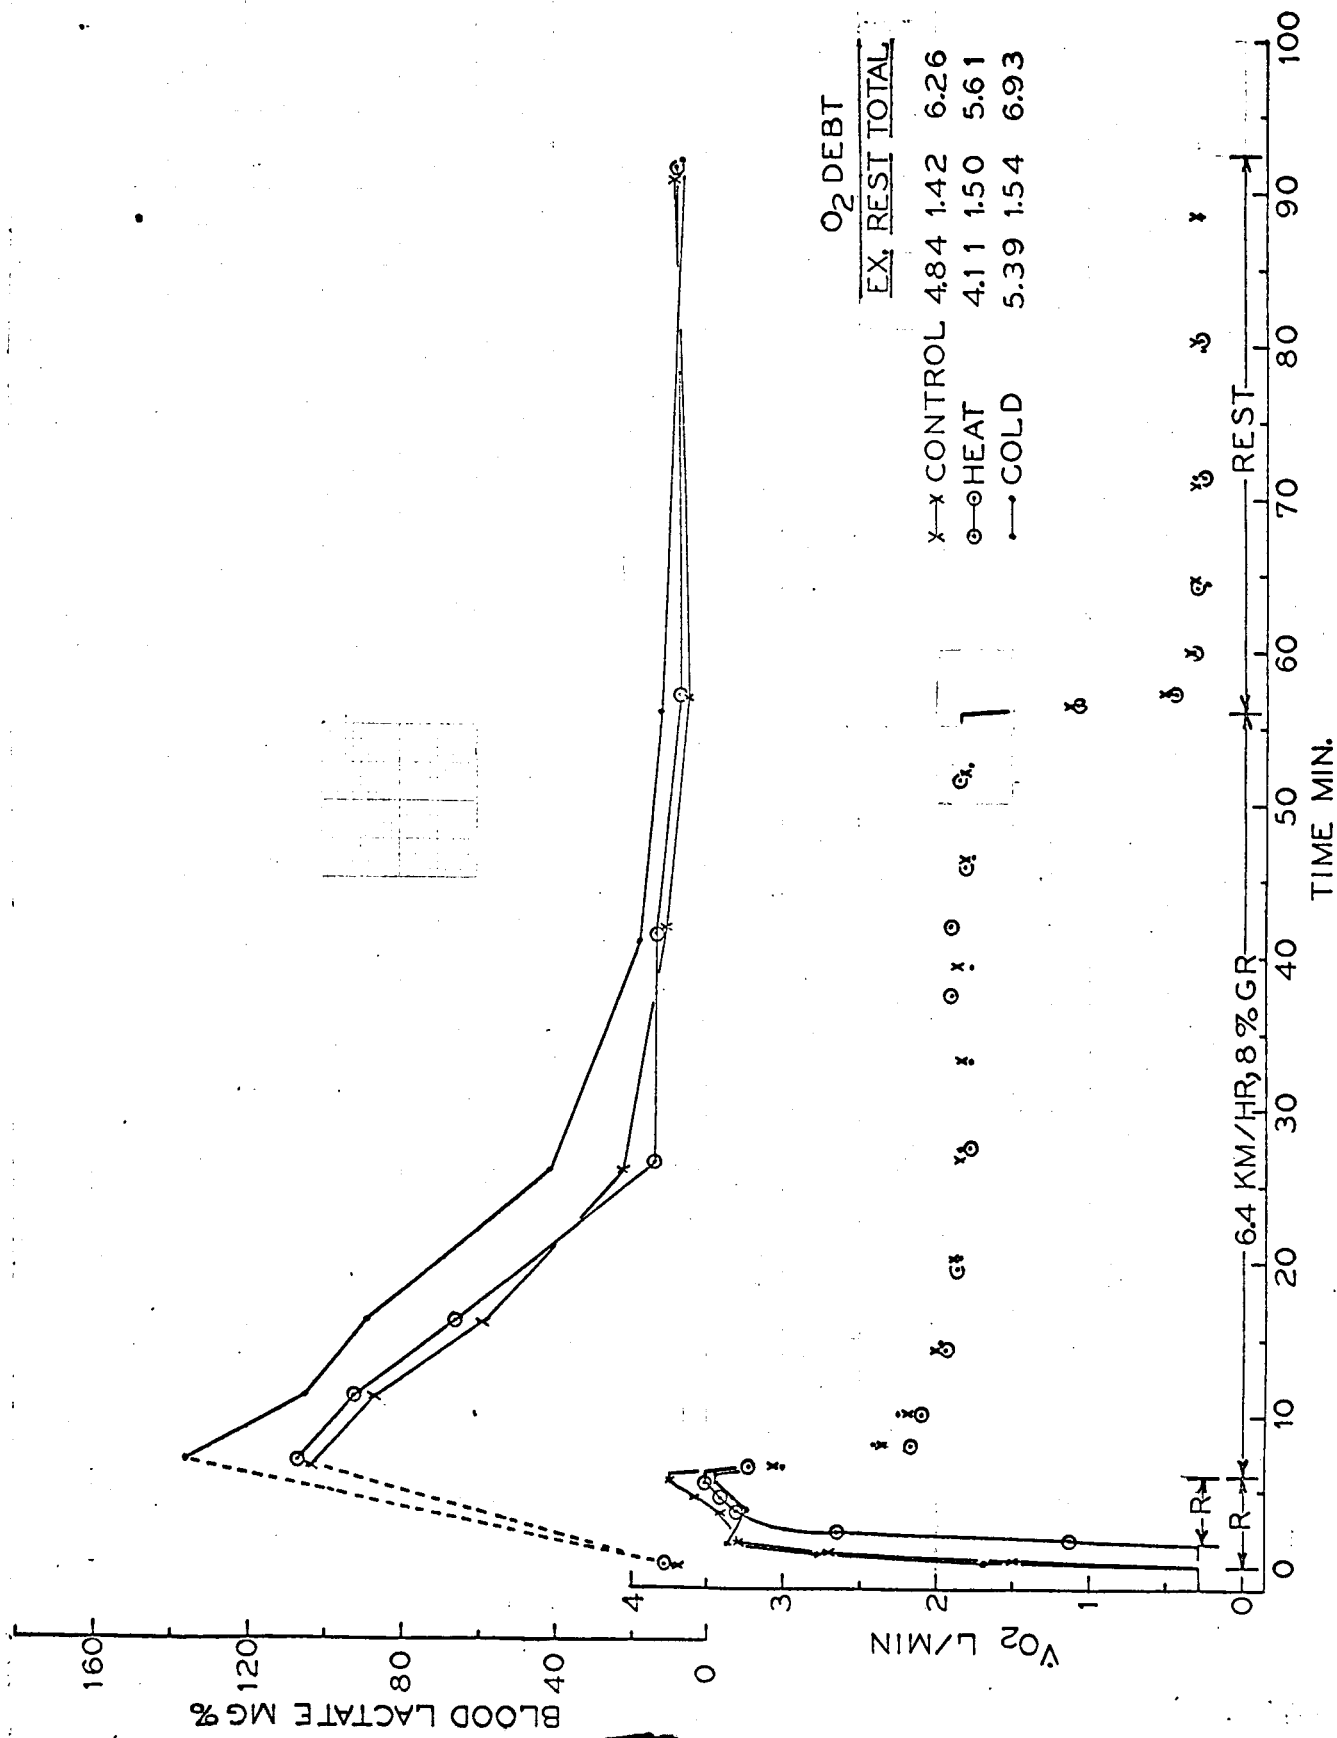 BLOOD LACTATE MG%
160
120
80
40
0
V̇O2 L/MIN
4
3
2
1
0
O2 DEBT
EX. REST TOTAL
x—x CONTROL 4.84 1.42 6.26
⊙—⊙ HEAT 4.11 1.50 5.61
•—• COLD 5.39 1.54 6.93
R
R
6.4 KM/HR, 8% GR
REST
0 10 20 30 40 50 60 70 80 90 100
TIME MIN.